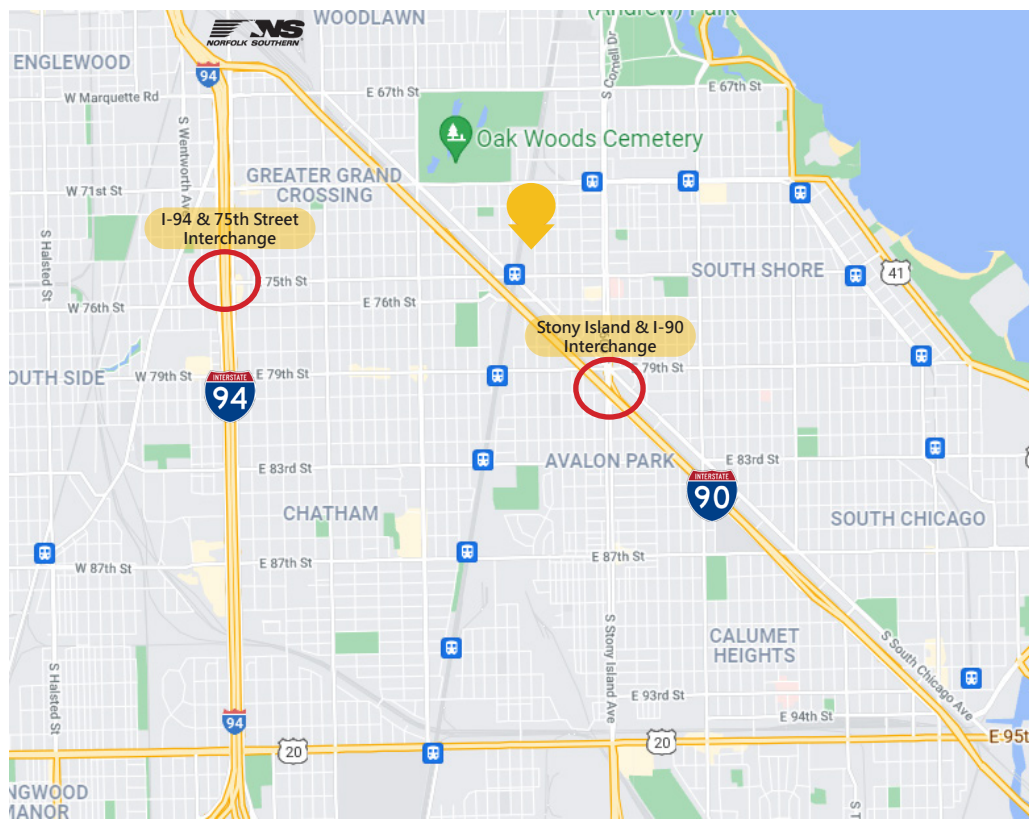 WOODLAWN
(Andrew) Park
NS
NORFOLK SOUTHERN®
ENGLEWOOD
94
S Cornell Dr
W Marquette Rd
E 67th St
E 67th St
S Wentworth Ave
Oak Woods Cemetery
GREATER GRAND
CROSSING
W 71st St
I-94 & 75th Street
Interchange
S Halsted St
75th St
SOUTH SHORE
41
W 76th St
E 76th St
Stony Island & I-90
Interchange
OUTH SIDE
W 79th St
E 79th St
E 79th St
INTERSTATE
94
E 83rd St
AVALON PARK
E 83rd St
INTERSTATE
90
CHATHAM
SOUTH CHICAGO
W 87th St
E 87th St
E 87th St
S Stony Island Ave
CALUMET
HEIGHTS
S South Chicago Ave
S Halsted St
E 93rd St
E 94th St
94
20
20
E 95t
NGWOOD
MANOR